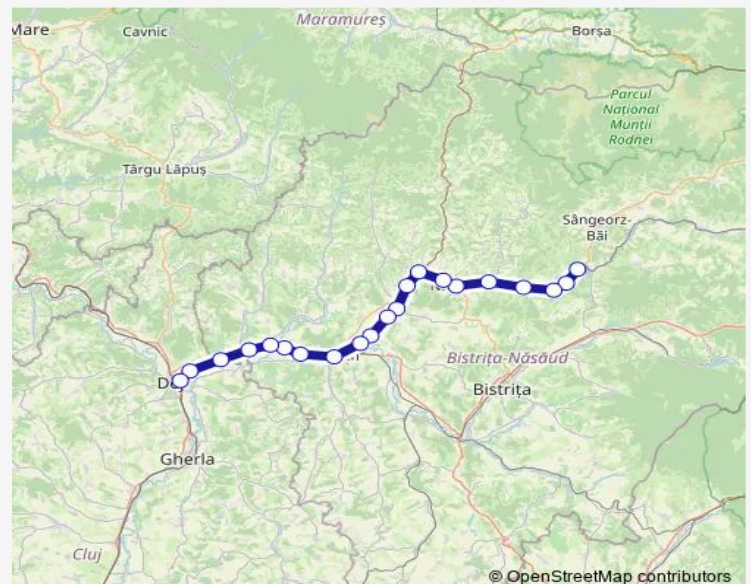 Mare
Cavnic
Maramureș
Borșa
Parcul
Național
Munții
Rodnei
Târgu Lăpuș
Sângeorz-
Băi
Bistrița-Năsăud
Bistrița
Gherla
Cluj
© OpenStreetMap contributors